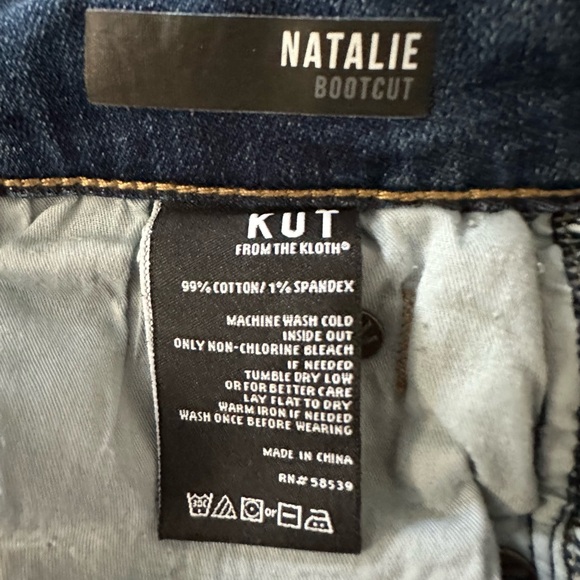 NATALIE
BOOTCUT
KUT
FROM THE KLOTH®
99% COTTON/1% SPANDEX
MACHINE WASH COLD
INSIDE OUT
ONLY NON-CHLORINE BLEACH
IF NEEDED
TUMBLE DRY LOW
OR FOR BETTER CARE
LAY FLAT TO DRY
WARM IRON IF NEEDED
WASH ONCE BEFORE WEARING
MADE IN CHINA
RN# 58539
or